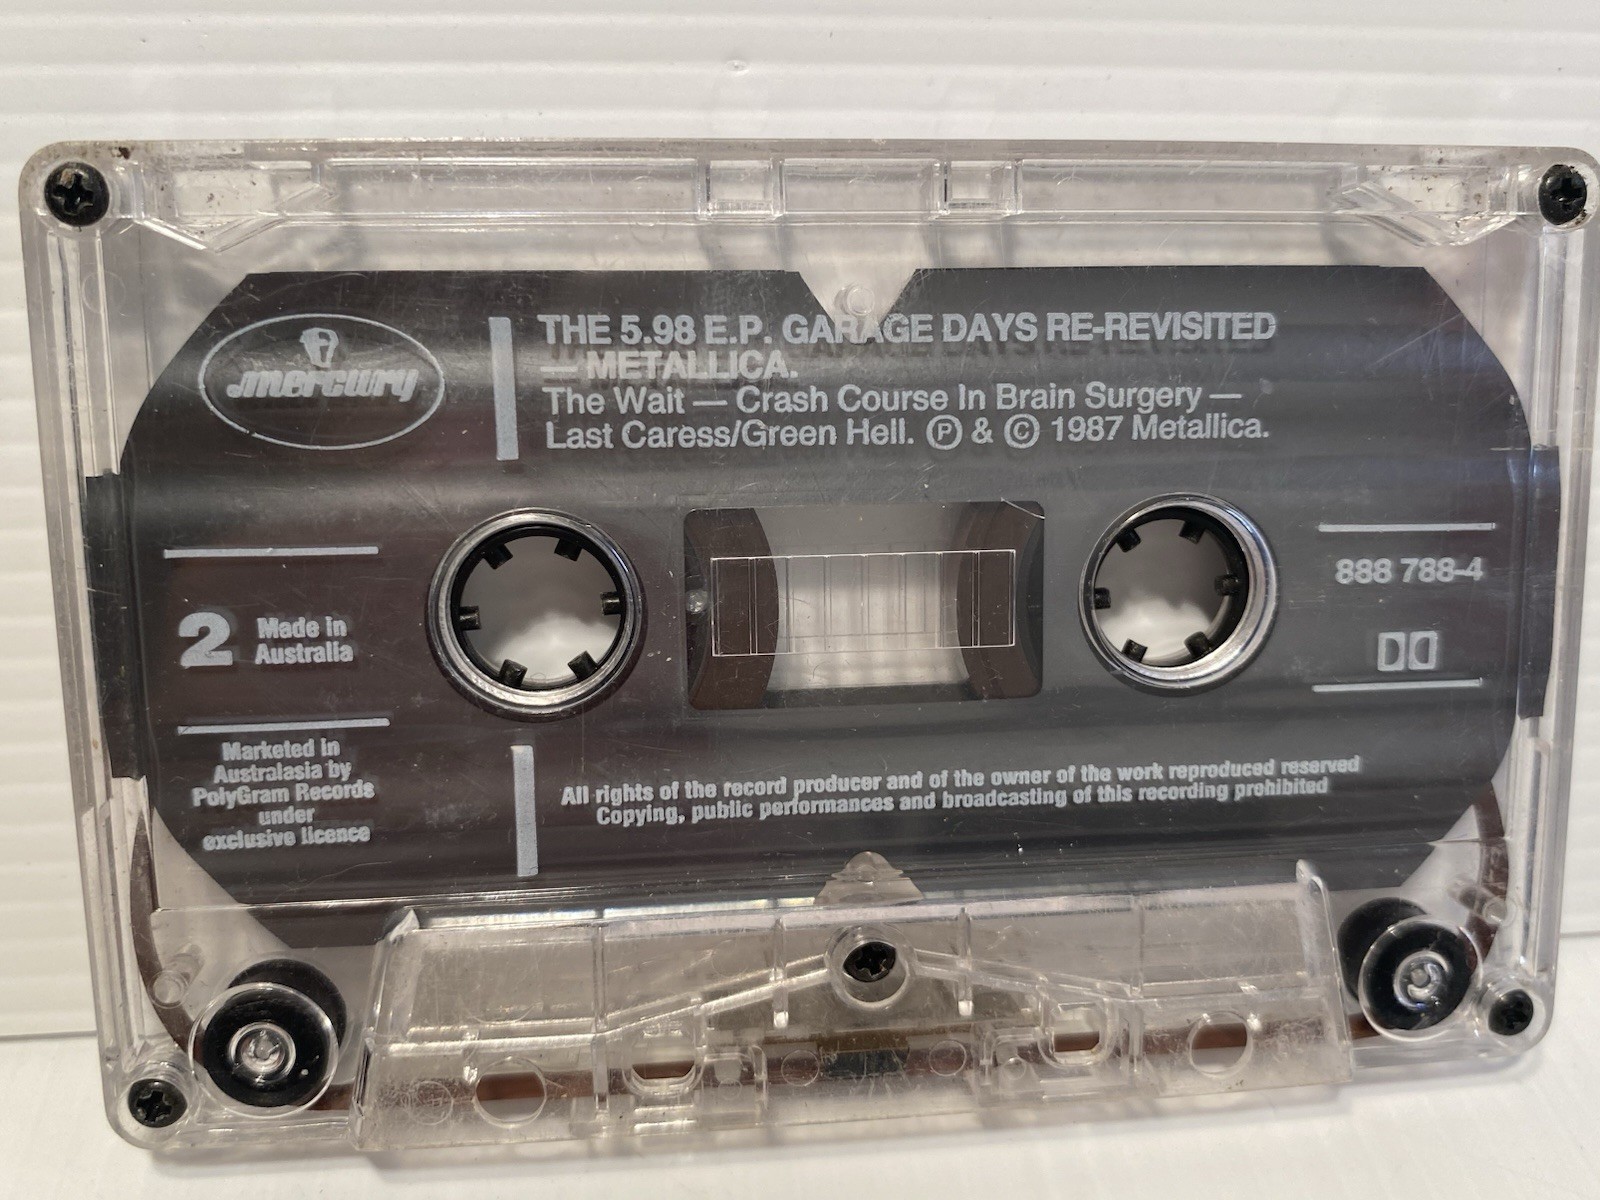 mercury
THE 5.98 E.P. GARAGE DAYS RE-REVISITED
— METALLICA.
The Wait — Crash Course In Brain Surgery —
Last Caress/Green Hell. Ⓟ & © 1987 Metallica.
888 788-4
2
Made in
Australia
Marketed in
Australasia by
PolyGram Records
under
exclusive licence
All rights of the record producer and of the owner of the work reproduced reserved
Copying, public performances and broadcasting of this recording prohibited